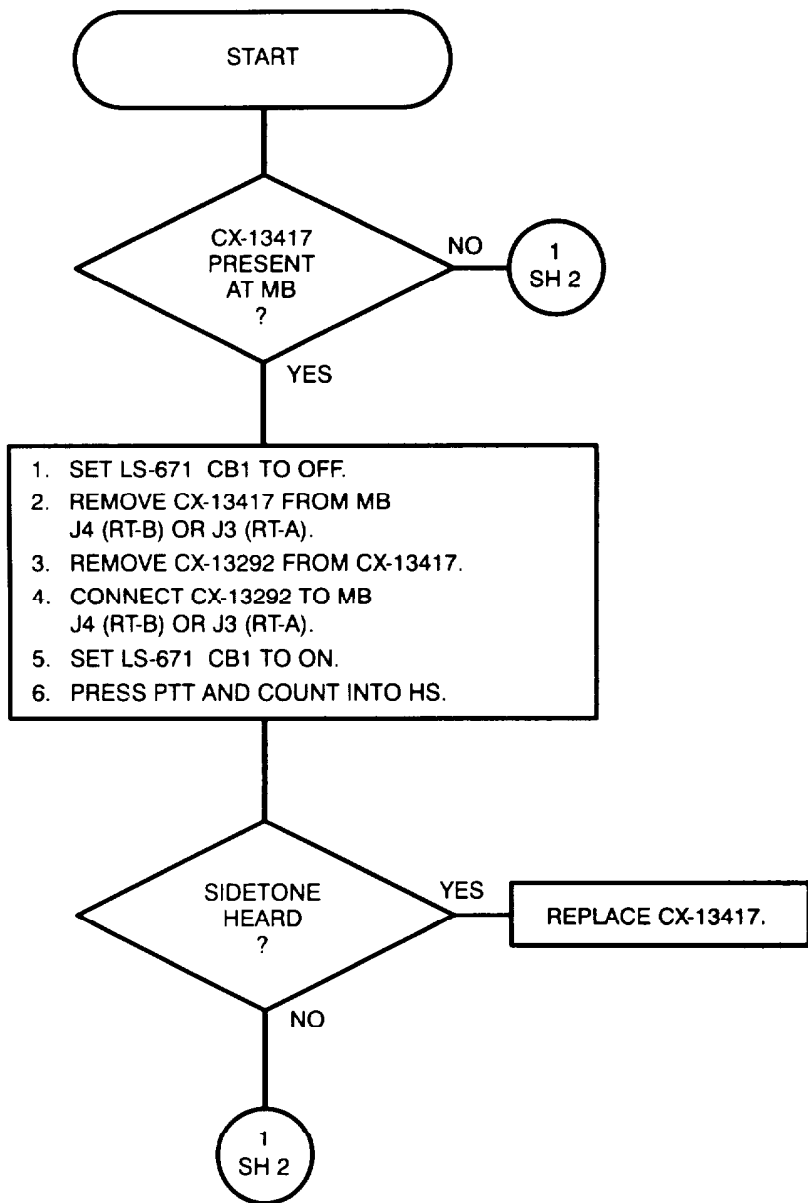 START
CX-13417
PRESENT
AT MB
?
NO
1
SH 2
YES
1. SET LS-671 CB1 TO OFF.
2. REMOVE CX-13417 FROM MB
J4 (RT-B) OR J3 (RT-A).
3. REMOVE CX-13292 FROM CX-13417.
4. CONNECT CX-13292 TO MB
J4 (RT-B) OR J3 (RT-A).
5. SET LS-671 CB1 TO ON.
6. PRESS PTT AND COUNT INTO HS.
SIDETONE
HEARD
?
YES
REPLACE CX-13417.
NO
1
SH 2